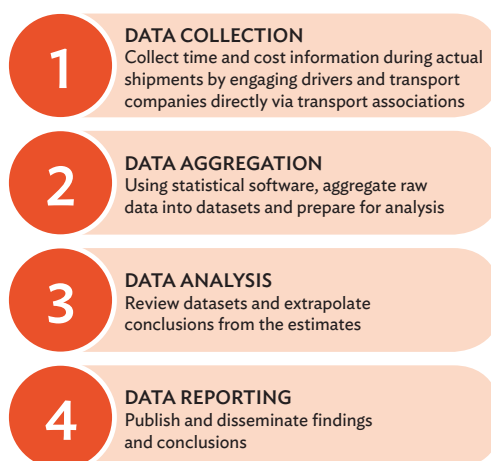 1
DATA COLLECTION
Collect time and cost information during actual
shipments by engaging drivers and transport
companies directly via transport associations
2
DATA AGGREGATION
Using statistical software, aggregate raw
data into datasets and prepare for analysis
3
DATA ANALYSIS
Review datasets and extrapolate
conclusions from the estimates
4
DATA REPORTING
Publish and disseminate findings
and conclusions